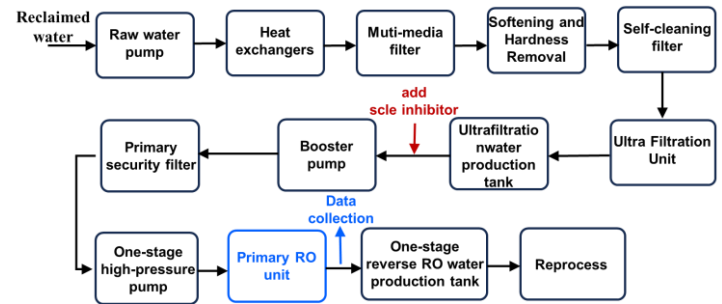 Reclaimed
water
Raw water
pump
Heat
exchangers
Muti-media
filter
Softening and
Hardness
Removal
Self-cleaning
filter
add
scle inhibitor
Primary
security filter
Booster
pump
Ultrafiltratio
nwater
production
tank
Ultra Filtration
Unit
Data
collection
One-stage
high-pressure
pump
Primary RO
unit
One-stage
reverse RO water
production tank
Reprocess